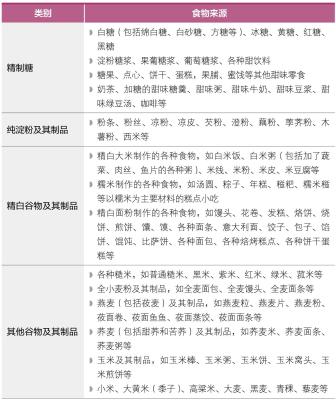 类别 食物来源
精制糖
白糖（包括绵白糖、白砂糖、方糖等）、冰糖、黄糖、红糖、
黑糖
淀粉糖浆、果葡糖浆、葡萄糖浆、各种甜饮料
糖果、点心、饼干、蛋糕，果脯、蜜饯等其他甜味零食
奶茶、加糖的甜味糖羹、甜味粥、甜味牛奶、甜味豆浆、甜
味绿豆汤、咖啡等
纯淀粉及其制品
粉条、粉丝、凉粉、凉皮、芡粉、澄粉、藕粉、荸荠粉、木
薯粉、西米等
精白谷物及其制品
精白大米制作的各种食物，如白米饭、白米粥（包括加了蔬
菜、肉丝、鱼片的各种粥）、米线、米粉、米皮、米豆腐等
糯米制作的各种食物，如汤圆、粽子、年糕、糍粑、糯米糍
等以糯米为主要材料的糕点小吃
精白面粉制作的各种食物，如馒头、花卷、发糕、烙饼、烧
饼、煎饼、馕、馍、各种面条、意大利面、饺子、包子、馅
饼、馄饨、比萨饼、各种面包、各种焙烤糕点、各种饼干蛋
糕等
其他谷物及其制品
各种糙米，如普通糙米、黑米、紫米、红米、绿米、菰米等
全小麦粉及其制品，如全麦面包、全麦馒头、全麦面条等
燕麦（包括莜麦）及其制品，如燕麦粒、燕麦片、燕麦粉、
莜面卷、莜面鱼鱼、莜面蒸饺、莜面面条等
荞麦（包括甜荞和苦荞）及其制品，如荞麦米、荞麦面条、
荞麦粥等
玉米及其制品，如玉米棒、玉米粥、玉米饼、玉米窝头、玉
米煎饼等
小米、大黄米（黍子）、高粱米、大麦、黑麦、青稞、藜麦等